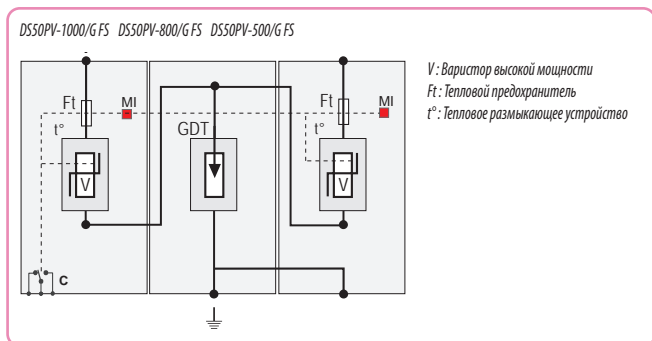 DS50PV-1000/G FS DS50PV-800/G FS DS50PV-500/G FS
V : Варистор высокой мощности
Ft : Тепловой предохранитель
t° : Тепловое размыкающее устройство
Ft MI Ft MI
t° GDT t°
V V
C